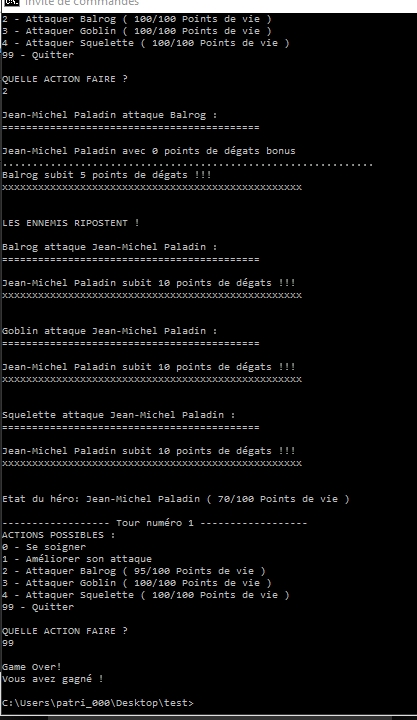 Invite de commandes
2 - Attaquer Balrog ( 100/100 Points de vie )
3 - Attaquer Goblin ( 100/100 Points de vie )
4 - Attaquer Squelette ( 100/100 Points de vie )
99 - Quitter
QUELLE ACTION FAIRE ?
2
Jean-Michel Paladin attaque Balrog :
===========================================
Jean-Michel Paladin avec 0 points de dégats bonus
..............................................................
Balrog subit 5 points de dégats !!!
xxxxxxxxxxxxxxxxxxxxxxxxxxxxxxxxxxxxxxxxxxxxxxxxxx
LES ENNEMIS RIPOSTENT !
Balrog attaque Jean-Michel Paladin :
===========================================
Jean-Michel Paladin subit 10 points de dégats !!!
xxxxxxxxxxxxxxxxxxxxxxxxxxxxxxxxxxxxxxxxxxxxxxxxxx
Goblin attaque Jean-Michel Paladin :
===========================================
Jean-Michel Paladin subit 10 points de dégats !!!
xxxxxxxxxxxxxxxxxxxxxxxxxxxxxxxxxxxxxxxxxxxxxxxxxx
Squelette attaque Jean-Michel Paladin :
===========================================
Jean-Michel Paladin subit 10 points de dégats !!!
xxxxxxxxxxxxxxxxxxxxxxxxxxxxxxxxxxxxxxxxxxxxxxxxxx
Etat du héro: Jean-Michel Paladin ( 70/100 Points de vie )
------------------ Tour numéro 1 ------------------
ACTIONS POSSIBLES :
0 - Se soigner
1 - Améliorer son attaque
2 - Attaquer Balrog ( 95/100 Points de vie )
3 - Attaquer Goblin ( 100/100 Points de vie )
4 - Attaquer Squelette ( 100/100 Points de vie )
99 - Quitter
QUELLE ACTION FAIRE ?
99
Game Over!
Vous avez gagné !
C:\Users\patri_000\Desktop\test>